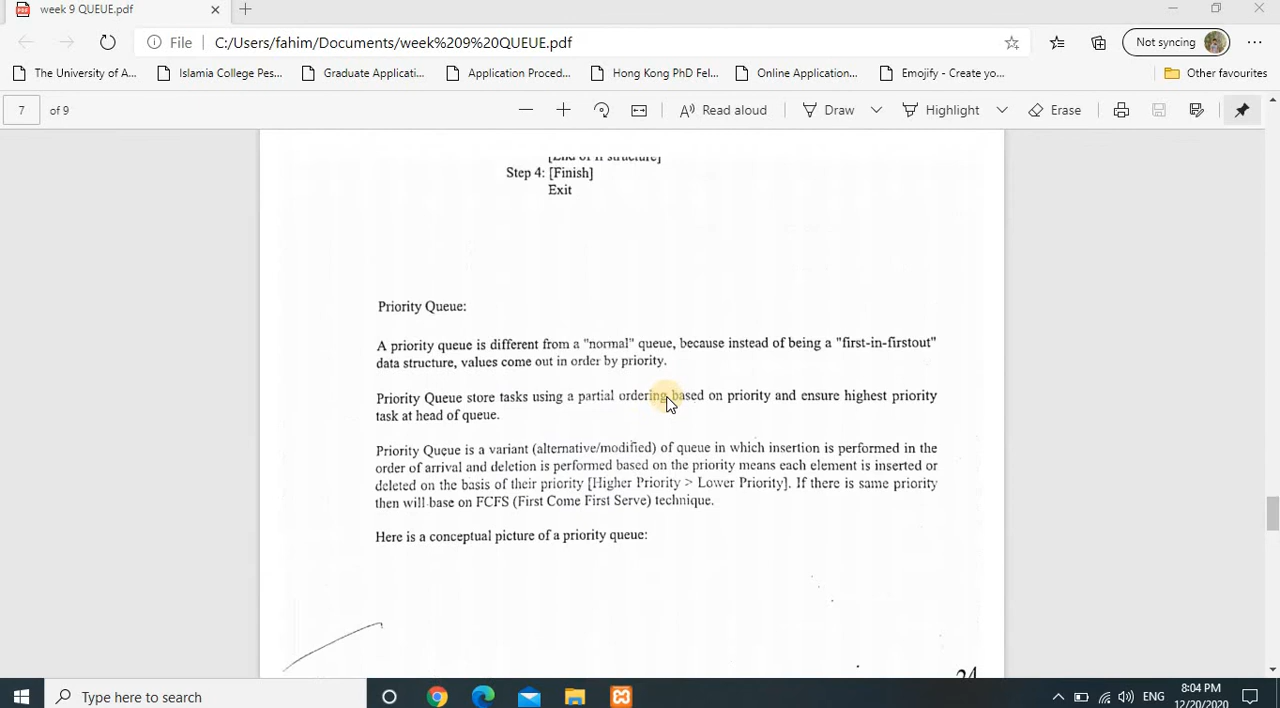 week 9 QUEUE.pdf
File C:/Users/fahim/Documents/week%209%20QUEUE.pdf
Not syncing
The University of A...
Islamia College Pes...
Graduate Applicati...
Application Proced...
Hong Kong PhD Fel...
Online Application...
Emojify - Create yo...
Other favourites
7 of 9
Read aloud
Draw
Highlight
Erase
[End of If structure]
Step 4: [Finish]
Exit
Priority Queue:
A priority queue is different from a "normal" queue, because instead of being a "first-in-firstout"
data structure, values come out in order by priority.
Priority Queue store tasks using a partial ordering based on priority and ensure highest priority
task at head of queue.
Priority Queue is a variant (alternative/modified) of queue in which insertion is performed in the
order of arrival and deletion is performed based on the priority means each element is inserted or
deleted on the basis of their priority [Higher Priority > Lower Priority]. If there is same priority
then will base on FCFS (First Come First Serve) technique.
Here is a conceptual picture of a priority queue:
24
Type here to search
ENG
8:04 PM
12/20/2020